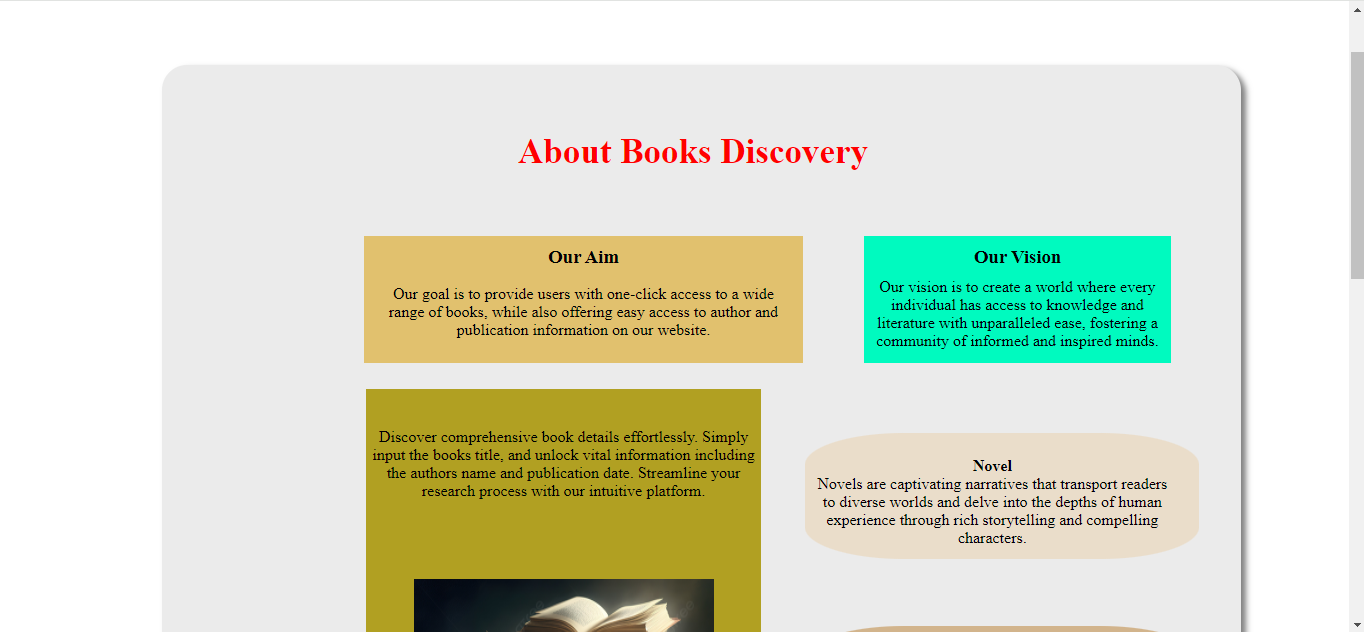 About Books Discovery
Our Aim
Our goal is to provide users with one-click access to a wide
range of books, while also offering easy access to author and
publication information on our website.
Our Vision
Our vision is to create a world where every
individual has access to knowledge and
literature with unparalleled ease, fostering a
community of informed and inspired minds.
Discover comprehensive book details effortlessly. Simply
input the books title, and unlock vital information including
the authors name and publication date. Streamline your
research process with our intuitive platform.
Novel
Novels are captivating narratives that transport readers
to diverse worlds and delve into the depths of human
experience through rich storytelling and compelling
characters.